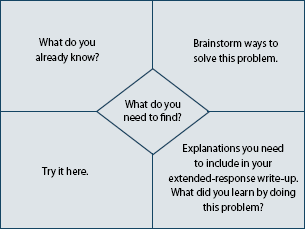 What do you
already know?
Brainstorm ways to
solve this problem.
What do you
need to find?
Try it here.
Explanations you need
to include in your
extended-response write-up.
What did you learn by doing
this problem?